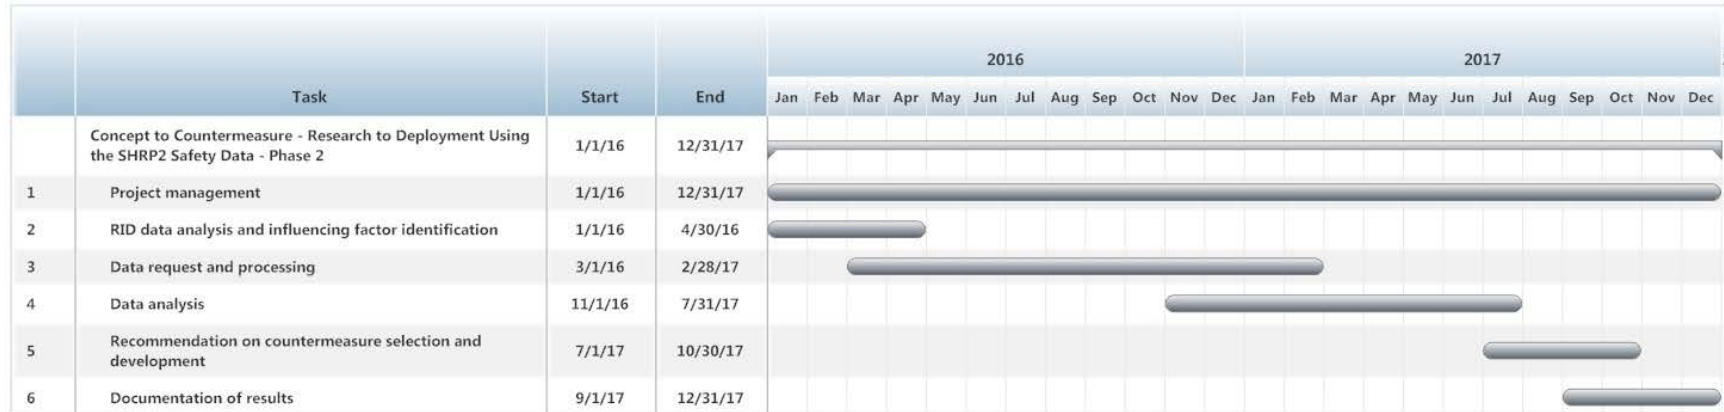 2016 2017
Task Start End Jan Feb Mar Apr May Jun Jul Aug Sep Oct Nov Dec Jan Feb Mar Apr May Jun Jul Aug Sep Oct Nov Dec
Concept to Countermeasure - Research to Deployment Using
the SHRP2 Safety Data - Phase 2 1/1/16 12/31/17
1 Project management 1/1/16 12/31/17
2 RID data analysis and influencing factor identification 1/1/16 4/30/16
3 Data request and processing 3/1/16 2/28/17
4 Data analysis 11/1/16 7/31/17
5 Recommendation on countermeasure selection and
development 7/1/17 10/30/17
6 Documentation of results 9/1/17 12/31/17